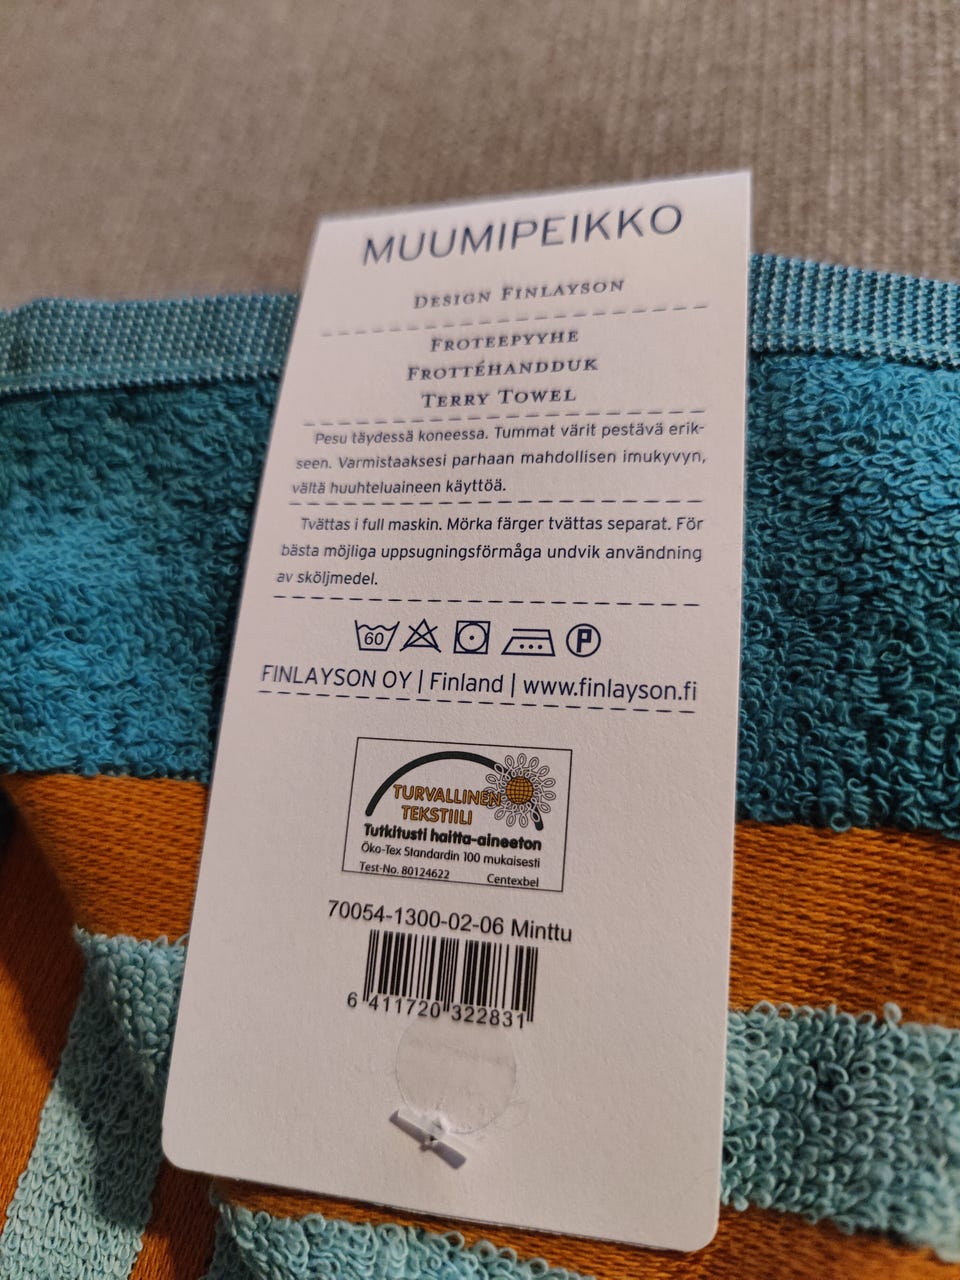 MUUMIPEIKKO
DESIGN FINLAYSON
FROTEEPYYHE
FROTTÉHANDDUK
TERRY TOWEL
Pesu täydessä koneessa. Tummat värit pestävä erik-
seen. Varmistaaksesi parhaan mahdollisen imukyvyn,
vältä huuhteluaineen käyttöä.
Tvättas i full maskin. Mörka färger tvättas separat. För
bästa möjliga uppsugningsförmåga undvik användning
av sköljmedel.
60 P
FINLAYSON OY | Finland | www.finlayson.fi
TURVALLINEN
TEKSTIILI
Tutkitusti haitta-aineeton
Öko-Tex Standardin 100 mukaisesti
Test-No. 80124622 Centexbel
70054-1300-02-06 Minttu
6 411720 322831